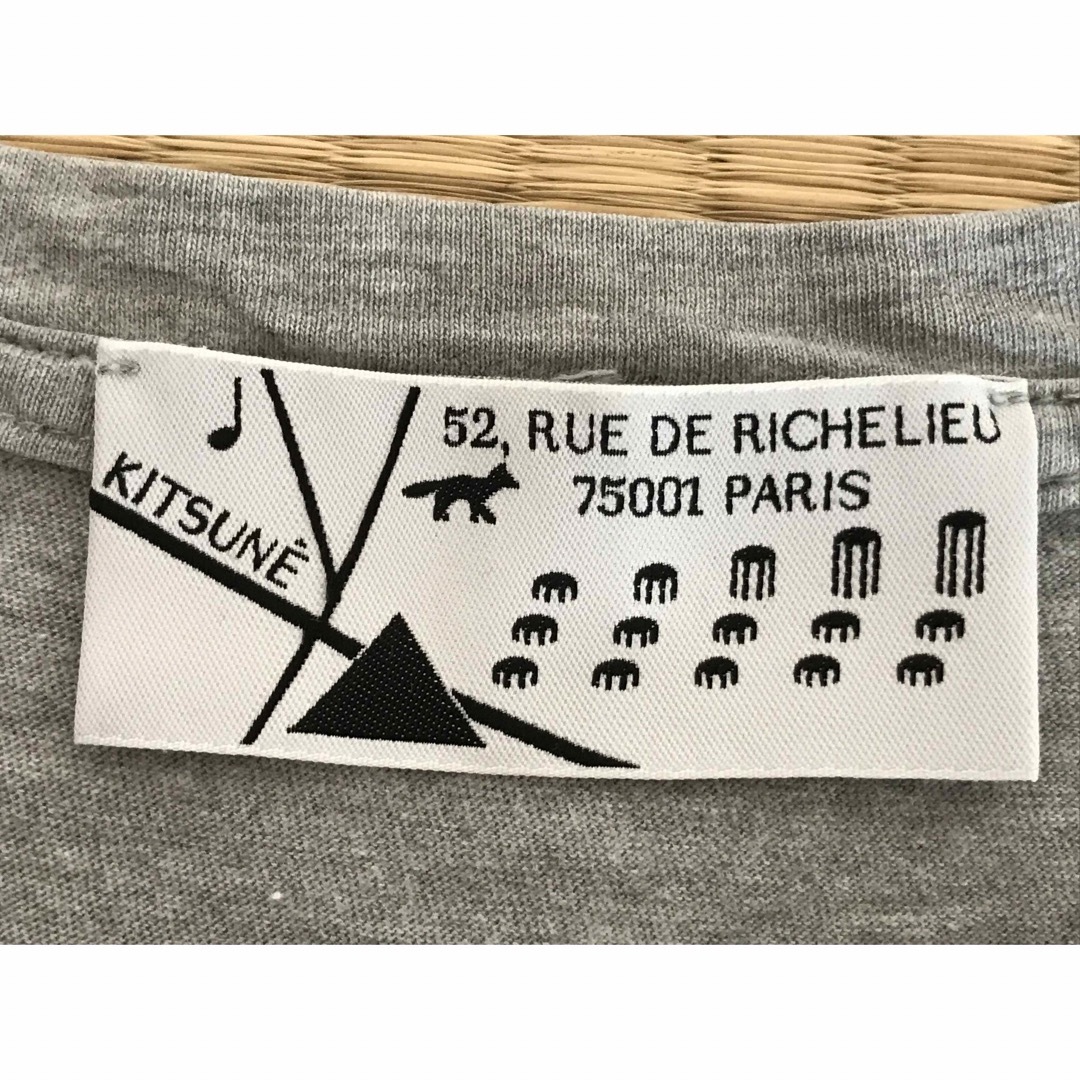 KITSUNÉ
52, RUE DE RICHELIEU
75001 PARIS